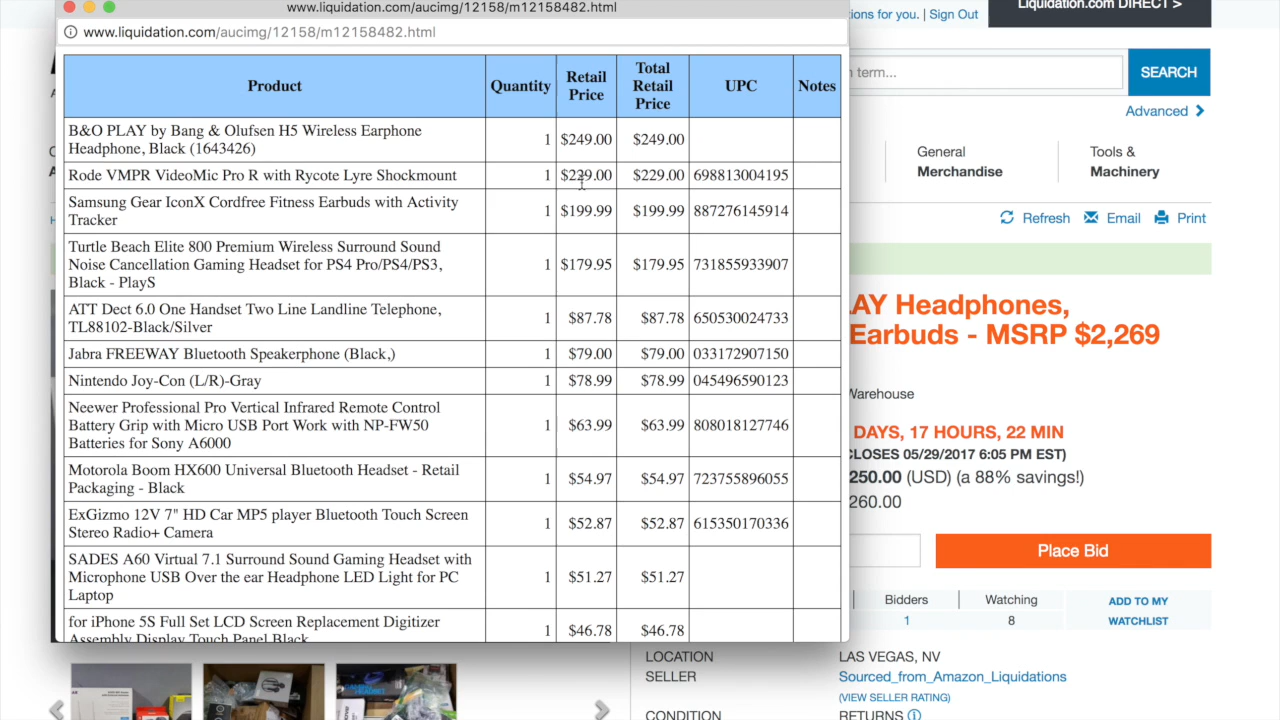 www.liquidation.com/aucimg/12158/m12158482.html
www.liquidation.com/aucimg/12158/m12158482.html
Product Quantity Retail Price Total Retail Price UPC Notes
B&O PLAY by Bang & Olufsen H5 Wireless Earphone
Headphone, Black (1643426) 1 $249.00 $249.00
Rode VMPR VideoMic Pro R with Rycote Lyre Shockmount 1 $229.00 $229.00 698813004195
Samsung Gear IconX Cordfree Fitness Earbuds with Activity
Tracker 1 $199.99 $199.99 887276145914
Turtle Beach Elite 800 Premium Wireless Surround Sound
Noise Cancellation Gaming Headset for PS4 Pro/PS4/PS3, 1 $179.95 $179.95 731855933907
Black - PlayS
ATT Dect 6.0 One Handset Two Line Landline Telephone,
TL88102-Black/Silver 1 $87.78 $87.78 650530024733
Jabra FREEWAY Bluetooth Speakerphone (Black,) 1 $79.00 $79.00 033172907150
Nintendo Joy-Con (L/R)-Gray 1 $78.99 $78.99 045496590123
Neewer Professional Pro Vertical Infrared Remote Control
Battery Grip with Micro USB Port Work with NP-FW50 1 $63.99 $63.99 808018127746
Batteries for Sony A6000
Motorola Boom HX600 Universal Bluetooth Headset - Retail
Packaging - Black 1 $54.97 $54.97 723755896055
ExGizmo 12V 7" HD Car MP5 player Bluetooth Touch Screen
Stereo Radio+ Camera 1 $52.87 $52.87 615350170336
SADES A60 Virtual 7.1 Surround Sound Gaming Headset with
Microphone USB Over the ear Headphone LED Light for PC 1 $51.27 $51.27
Laptop
for iPhone 5S Full Set LCD Screen Replacement Digitizer
Assembly Display Touch Panel Black 1 $46.78 $46.78
ions for you. | Sign Out
Liquidation.com DIRECT >
term...
SEARCH
Advanced
General
Merchandise
Tools &
Machinery
Refresh Email Print
AY Headphones,
Earbuds - MSRP $2,269
Warehouse
DAYS, 17 HOURS, 22 MIN
CLOSES 05/29/2017 6:05 PM EST)
250.00 (USD) (a 88% savings!)
260.00
Place Bid
Bidders Watching
1 8
ADD TO MY
WATCHLIST
LOCATION LAS VEGAS, NV
SELLER Sourced_from_Amazon_Liquidations
(VIEW SELLER RATING)
CONDITION RETURNS